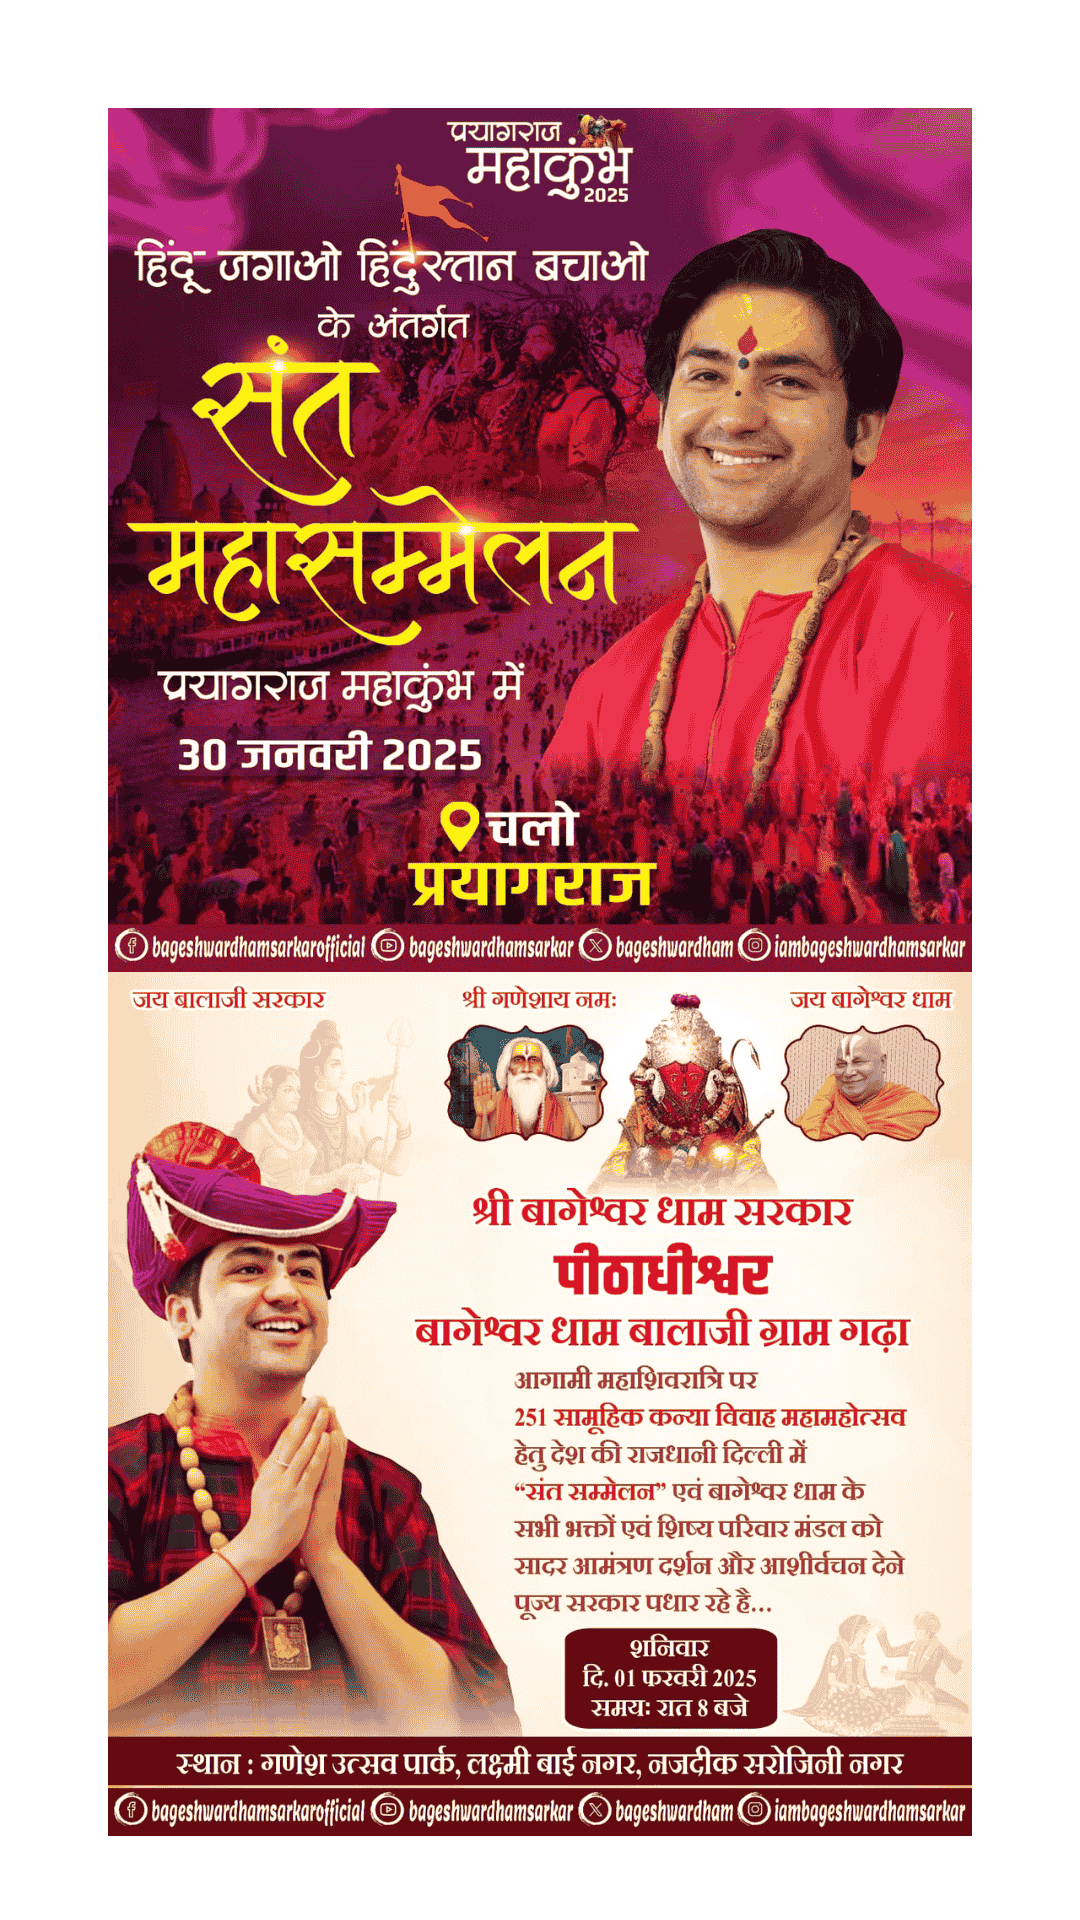 प्रयागराज
महाकुंभ
2025
हिंदू जगाओ हिंदुस्तान बचाओ
के अंतर्गत
संत
महासम्मेलन
प्रयागराज महाकुंभ में
30 जनवरी 2025
चलो
प्रयागराज
bageshwardhamsarkarofficial bageshwardhamsarkar bageshwardham iambageshwardhamsarkar
जय बालाजी सरकार श्री गणेशाय नमः जय बागेश्वर धाम
श्री बागेश्वर धाम सरकार
पीठाधीश्वर
बागेश्वर धाम बालाजी ग्राम गढ़ा
आगामी महाशिवरात्रि पर
251 सामूहिक कन्या विवाह महामहोत्सव
हेतु देश की राजधानी दिल्ली में
“संत सम्मेलन” एवं बागेश्वर धाम के
सभी भक्तों एवं शिष्य परिवार मंडल को
सादर आमंत्रण दर्शन और आशीर्वचन देने
पूज्य सरकार पधार रहे है...
शनिवार
दि. 01 फरवरी 2025
समयः रात 8 बजे
स्थान : गणेश उत्सव पार्क, लक्ष्मी बाई नगर, नजदीक सरोजिनी नगर
bageshwardhamsarkarofficial bageshwardhamsarkar bageshwardham iambageshwardhamsarkar